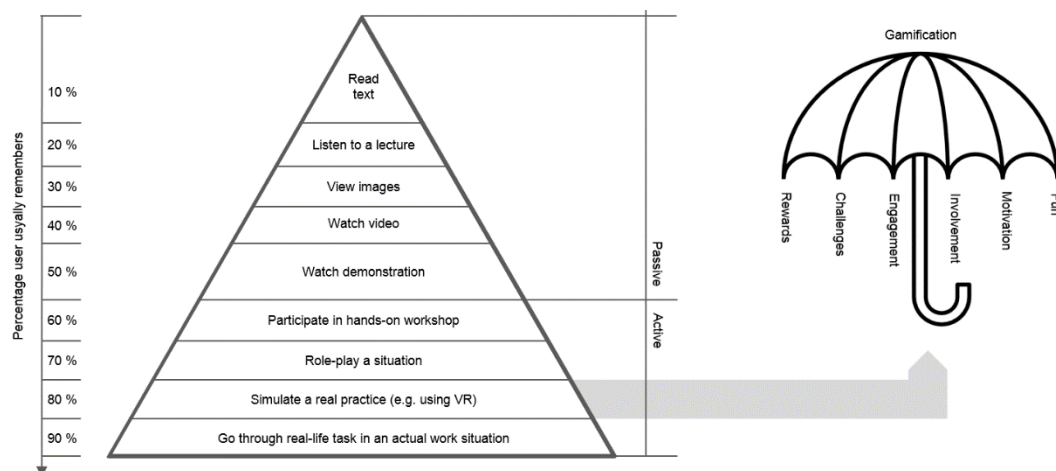 Percentage user usyally remembers
10 %
20 %
30 %
40 %
50 %
60 %
70 %
80 %
90 %
Read
text
Listen to a lecture
View images
Watch video
Watch demonstration
Participate in hands-on workshop
Role-play a situation
Simulate a real practice (e.g. using VR)
Go through real-life task in an actual work situation
Passive
Active
Gamification
Rewards
Challenges
Engagement
Involvement
Motivation
Fun